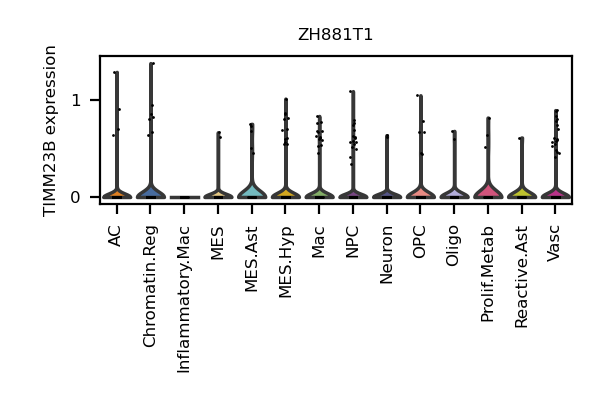 ZH881T1
TIMM23B expression
1
0
AC
Chromatin.Reg
Inflammatory.Mac
MES
MES.Ast
MES.Hyp
Mac
NPC
Neuron
OPC
Oligo
Prolif.Metab
Reactive.Ast
Vasc